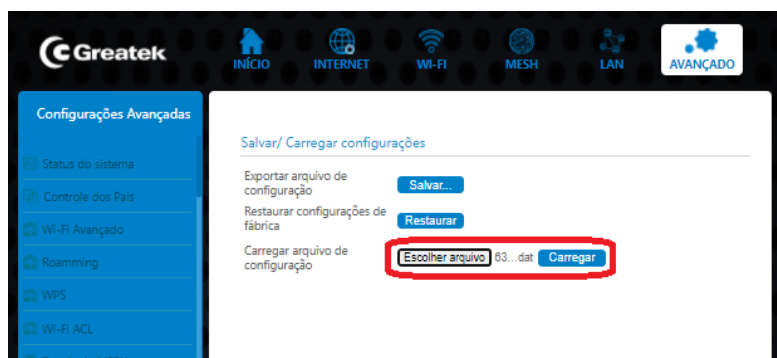 Greatek
INÍCIO INTERNET WI-FI MESH LAN AVANÇADO
Configurações Avançadas
Status do sistema
Controle dos Pais
Wi-Fi Avançado
Roamming
WPS
Wi-Fi ACL
Salvar/ Carregar configurações
Exportar arquivo de
configuração
Salvar...
Restaurar configurações de
fábrica
Restaurar
Carregar arquivo de
configuração
Escolher arquivo 63...dat Carregar